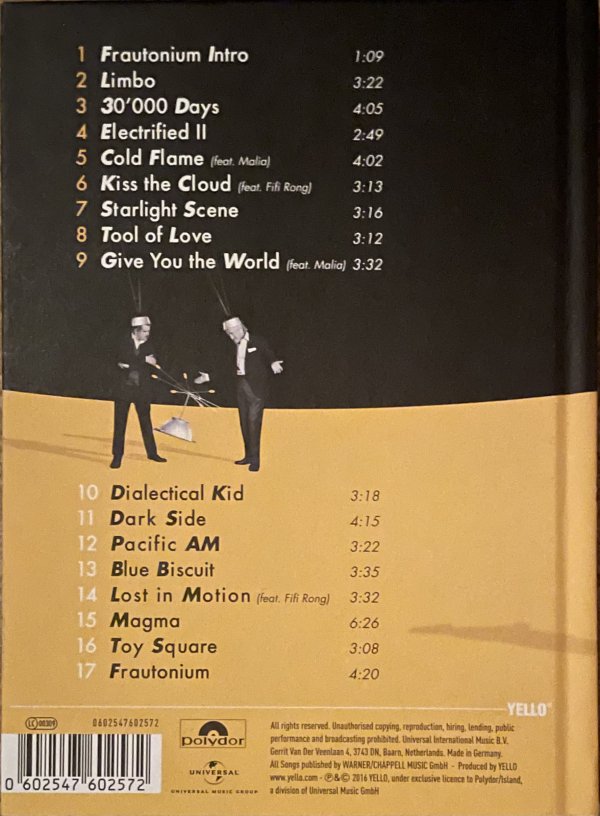 1 Frautonium Intro 1:09
2 Limbo 3:22
3 30'000 Days 4:05
4 Electrified II 2:49
5 Cold Flame (feat. Malia) 4:02
6 Kiss the Cloud (feat. Fifi Rong) 3:13
7 Starlight Scene 3:16
8 Tool of Love 3:12
9 Give You the World (feat. Malia) 3:32
10 Dialectical Kid 3:18
11 Dark Side 4:15
12 Pacific AM 3:22
13 Blue Biscuit 3:35
14 Lost in Motion (feat. Fifi Rong) 3:32
15 Magma 6:26
16 Toy Square 3:08
17 Frautonium 4:20
YELLO®
LC 00309 0602547602572
0 602547 602572
polydor
UNIVERSAL
UNIVERSAL MUSIC GROUP
All rights reserved. Unauthorised copying, reproduction, hiring, lending, public
performance and broadcasting prohibited. Universal International Music B.V.
Gerrit Van Der Veenlaan 4, 3743 DN, Baarn, Netherlands. Made in Germany.
All Songs published by WARNER/CHAPPELL MUSIC GmbH - Produced by YELLO
www.yello.com - ℗&© 2016 YELLO, under exclusive licence to Polydor/Island,
a division of Universal Music GmbH